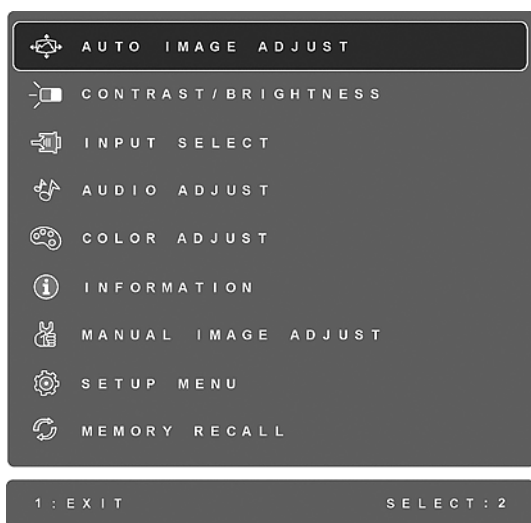 AUTO IMAGE ADJUST
CONTRAST/BRIGHTNESS
INPUT SELECT
AUDIO ADJUST
COLOR ADJUST
INFORMATION
MANUAL IMAGE ADJUST
SETUP MENU
MEMORY RECALL
1:EXIT SELECT:2